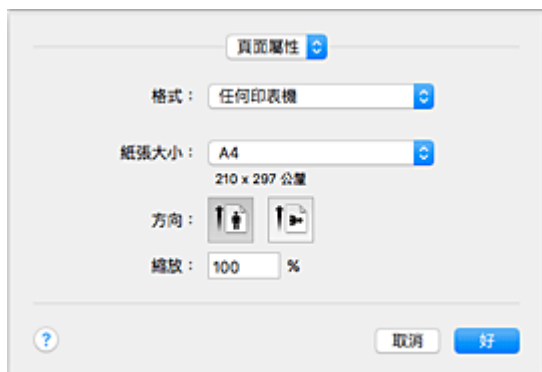 頁面屬性
格式： 任何印表機
紙張大小： A4
210 x 297 公釐
方向：
縮放： 100 %
? 取消 好